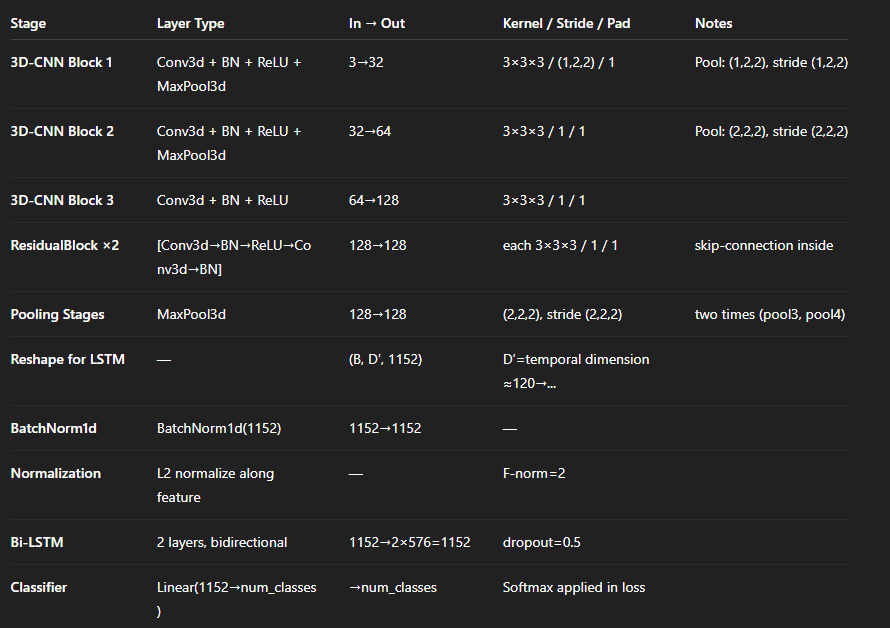 Stage Layer Type In → Out Kernel / Stride / Pad Notes
3D-CNN Block 1 Conv3d + BN + ReLU + 3→32 3×3×3 / (1,2,2) / 1 Pool: (1,2,2), stride (1,2,2)
MaxPool3d
3D-CNN Block 2 Conv3d + BN + ReLU + 32→64 3×3×3 / 1 / 1 Pool: (2,2,2), stride (2,2,2)
MaxPool3d
3D-CNN Block 3 Conv3d + BN + ReLU 64→128 3×3×3 / 1 / 1
ResidualBlock ×2 [Conv3d→BN→ReLU→Co 128→128 each 3×3×3 / 1 / 1 skip-connection inside
nv3d→BN]
Pooling Stages MaxPool3d 128→128 (2,2,2), stride (2,2,2) two times (pool3, pool4)
Reshape for LSTM — (B, D′, 1152) D′=temporal dimension
≈120→...
BatchNorm1d BatchNorm1d(1152) 1152→1152 —
Normalization L2 normalize along — F-norm=2
feature
Bi-LSTM 2 layers, bidirectional 1152→2×576=1152 dropout=0.5
Classifier Linear(1152→num_classes →num_classes Softmax applied in loss
)